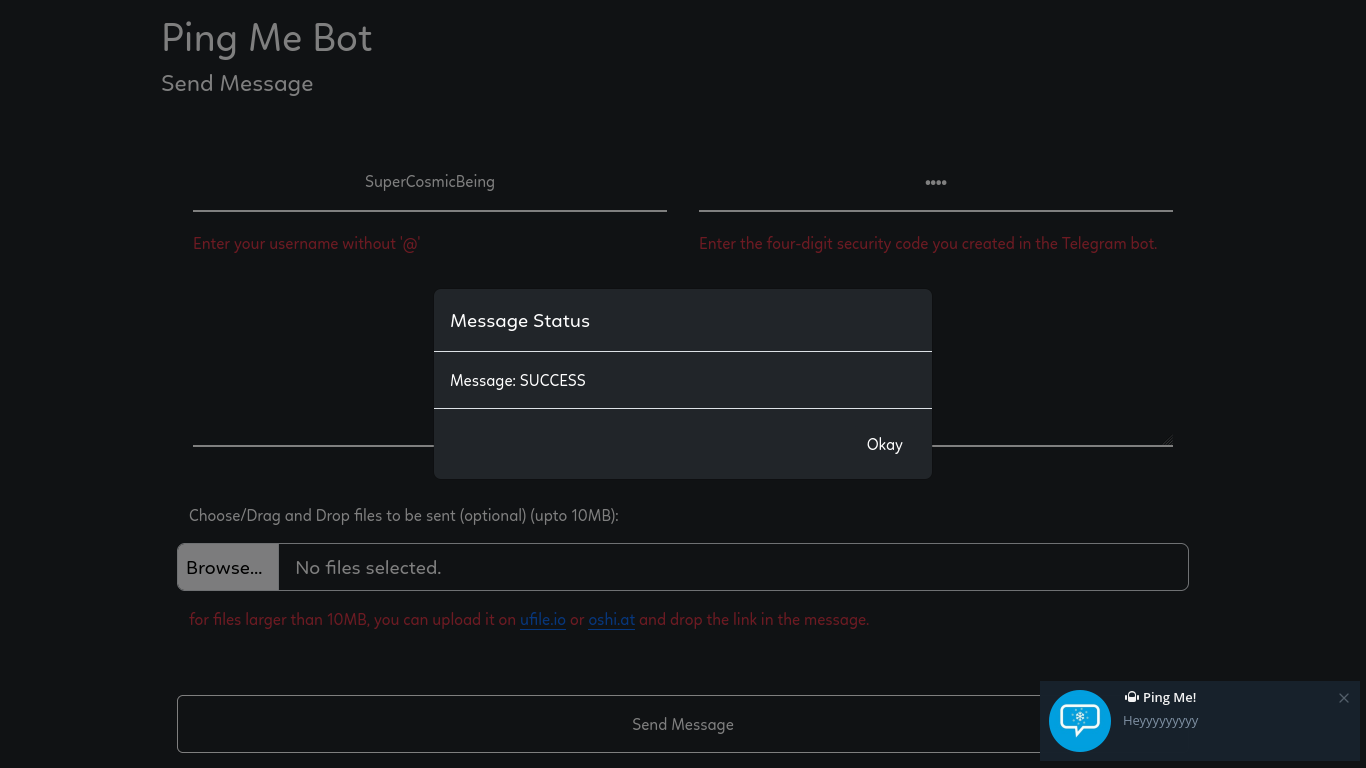 Ping Me Bot
Send Message
SuperCosmicBeing
••••
Enter your username without '@'
Enter the four-digit security code you created in the Telegram bot.
Message Status
Message: SUCCESS
Okay
Choose/Drag and Drop files to be sent (optional) (upto 10MB):
Browse... No files selected.
for files larger than 10MB, you can upload it on ufile.io or oshi.at and drop the link in the message.
Send Message
Ping Me!
Heyyyyyyyyy